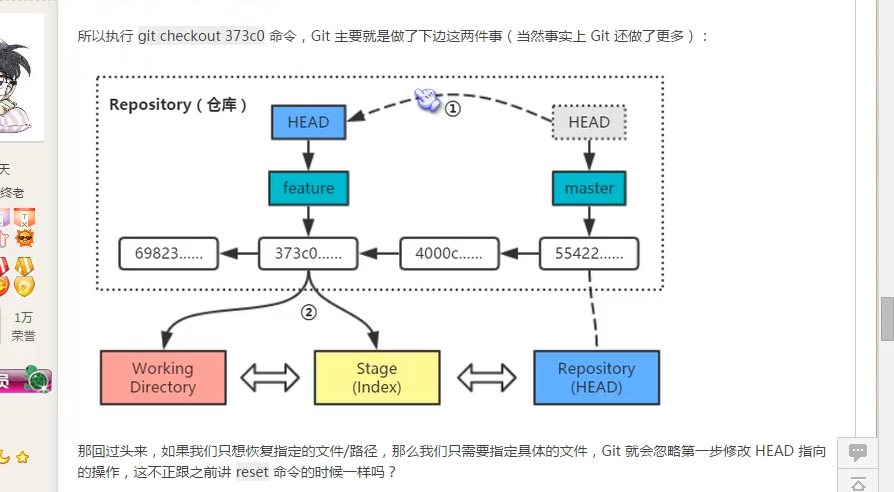 所以执行 git checkout 373c0 命令，Git 主要就是做了下边这两件事（当然事实上 Git 还做了更多）：
Repository（仓库）
①
HEAD
HEAD
feature
master
69823......
373c0......
4000c......
55422......
②
Working
Directory
Stage
(Index)
Repository
(HEAD)
那回过头来，如果我们只想恢复指定的文件/路径，那么我们只需要指定具体的文件，Git 就会忽略第一步修改 HEAD 指向
的操作，这不正跟之前讲 reset 命令的时候一样吗？
天
终老
1万
荣誉
员